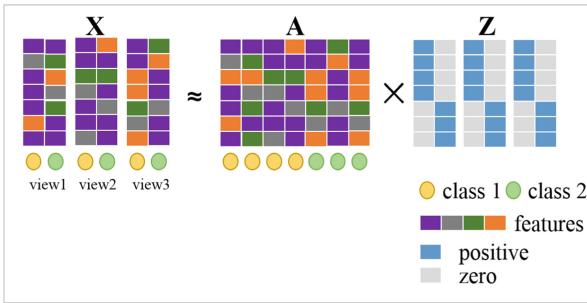 X A Z
≈ ×
view1 view2 view3
class 1 class 2
features
positive
zero